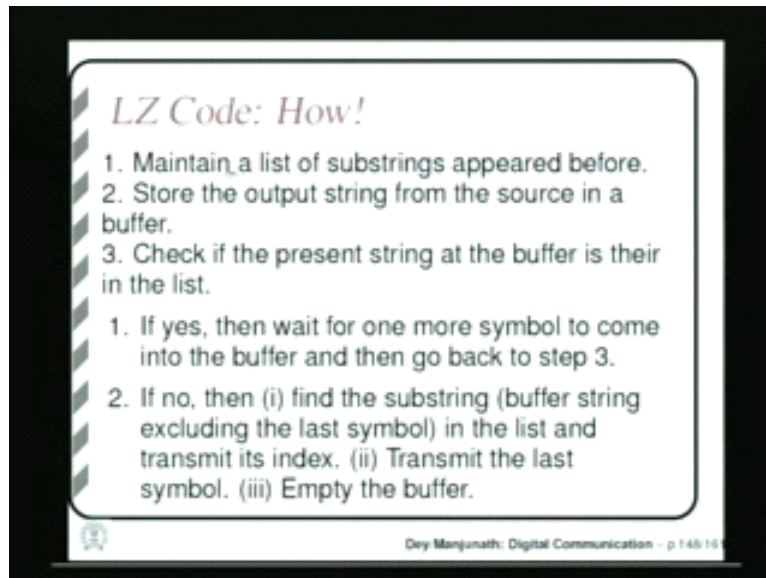 LZ Code: How!
1. Maintain a list of substrings appeared before.
2. Store the output string from the source in a
buffer.
3. Check if the present string at the buffer is their
in the list.
1. If yes, then wait for one more symbol to come
into the buffer and then go back to step 3.
2. If no, then (i) find the substring (buffer string
excluding the last symbol) in the list and
transmit its index. (ii) Transmit the last
symbol. (iii) Empty the buffer.
Dey Manjunath: Digital Communication - p.148/161